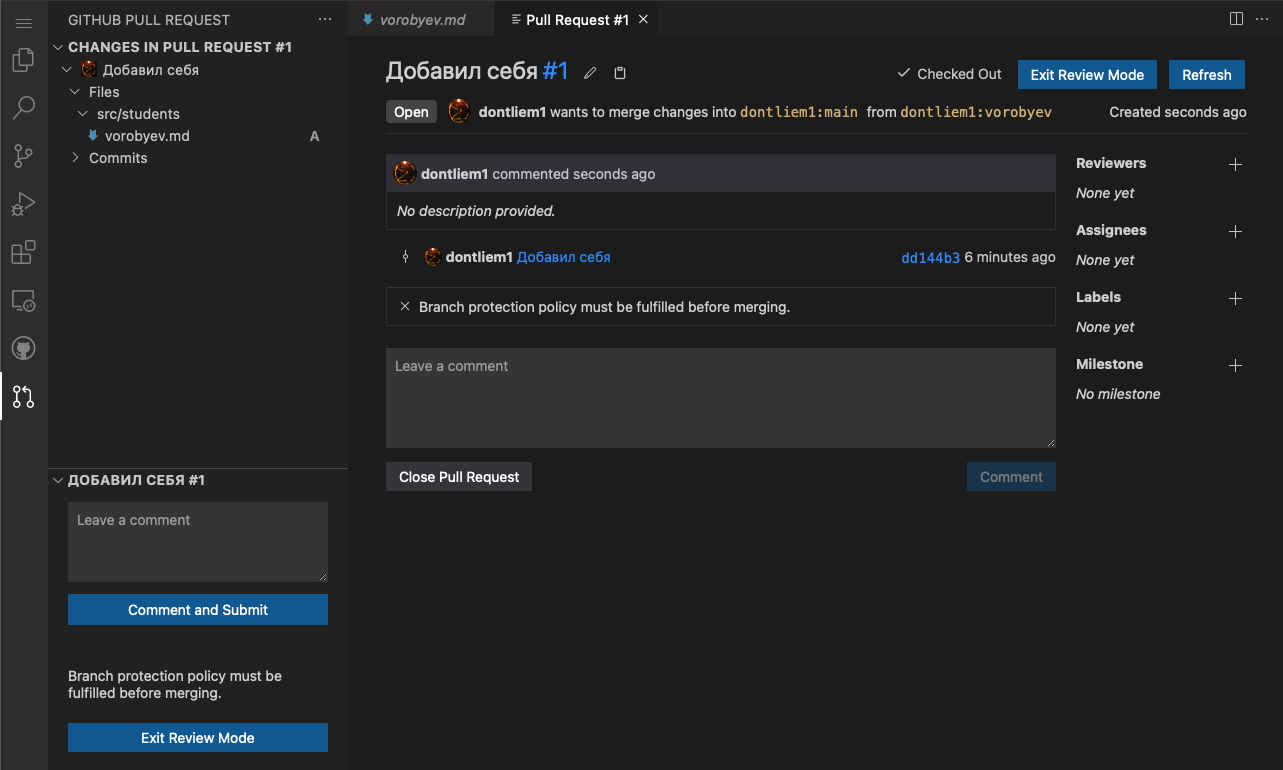 GITHUB PULL REQUEST
CHANGES IN PULL REQUEST #1
Добавил себя
Files
src/students
vorobyev.md A
Commits
ДОБАВИЛ СЕБЯ #1
Leave a comment
Comment and Submit
Branch protection policy must be
fulfilled before merging.
Exit Review Mode
vorobyev.md
Pull Request #1
Добавил себя #1
Checked Out
Exit Review Mode
Refresh
Open dontliem1 wants to merge changes into dontliem1:main from dontliem1:vorobyev Created seconds ago
dontliem1 commented seconds ago
No description provided.
dontliem1 Добавил себя dd144b3 6 minutes ago
Branch protection policy must be fulfilled before merging.
Leave a comment
Close Pull Request
Comment
Reviewers
None yet
Assignees
None yet
Labels
None yet
Milestone
No milestone